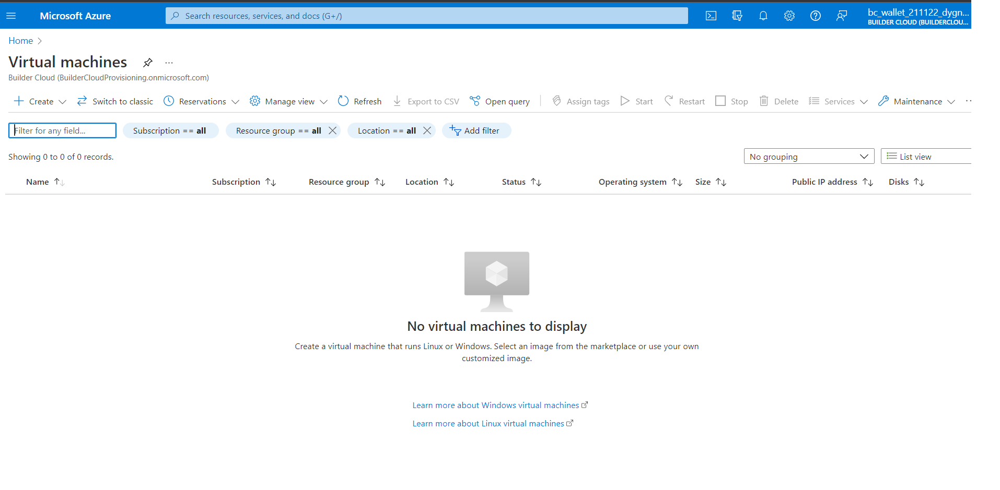 Microsoft Azure
Search resources, services, and docs (G+/)
bc_wallet_211122_dygn...
BUILDER CLOUD (BUILDERCLOU...
Home
Virtual machines
Builder Cloud (BuilderCloudProvisioning.onmicrosoft.com)
Create Switch to classic Reservations Manage view Refresh Export to CSV Open query Assign tags Start Restart Stop Delete Services Maintenance
Filter for any field... Subscription == all Resource group == all Location == all Add filter
Showing 0 to 0 of 0 records. No grouping List view
Name Subscription Resource group Location Status Operating system Size Public IP address Disks
No virtual machines to display
Create a virtual machine that runs Linux or Windows. Select an image from the marketplace or use your own
customized image.
Learn more about Windows virtual machines
Learn more about Linux virtual machines